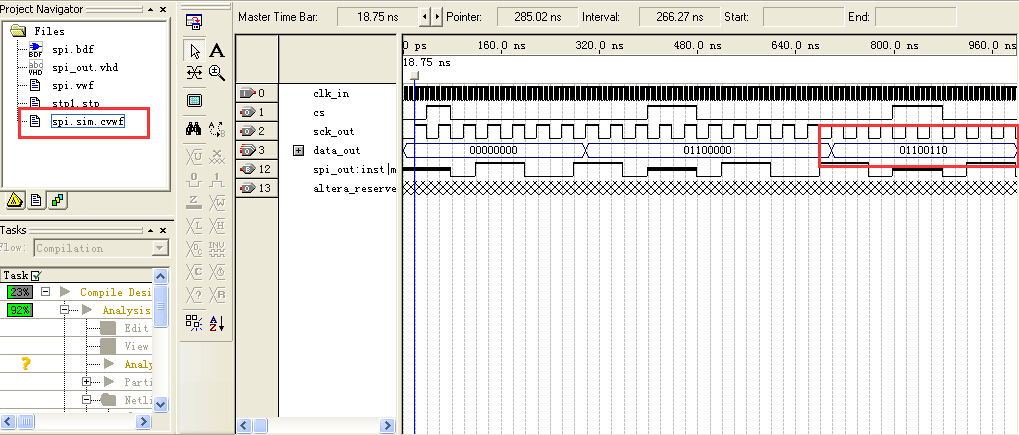 Project Navigator
Files
spi.bdf
spi_out.vhd
spi.vwf
stp1.stp
spi.sim.cvwf
Tasks
Flow: Compilation
Task
23% Compile Desi
92% Analysis
Edit
View
Analy
Parti
Netli
Master Time Bar: 18.75 ns Pointer: 285.02 ns Interval: 266.27 ns Start: End:
0 ps 160.0 ns 320.0 ns 480.0 ns 640.0 ns 800.0 ns 960.0 ns
18.75 ns
0 clk_in
1 cs
2 sck_out
3 data_out 00000000 01100000 01100110
12 spi_out:inst|m
13 altera_reserve